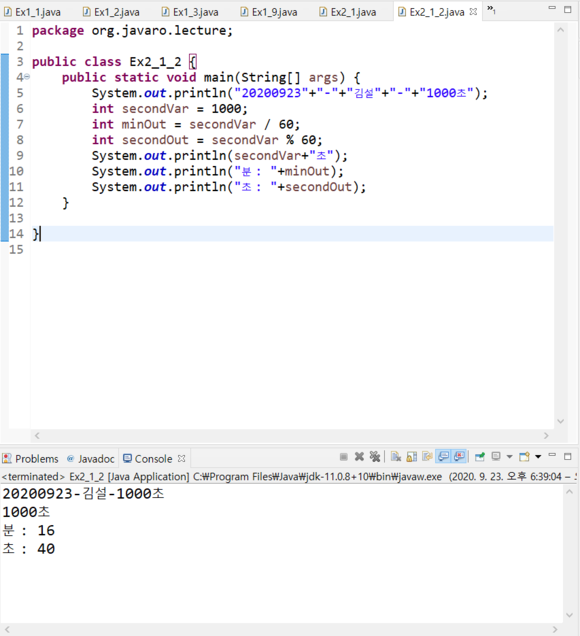 Ex1_1.java Ex1_2.java Ex1_3.java Ex1_9.java Ex2_1.java Ex2_1_2.java »1
1 package org.javaro.lecture;
2
3 public class Ex2_1_2 {
4 public static void main(String[] args) {
5 System.out.println("20200923"+"-"+"김설"+"-"+"1000초");
6 int secondVar = 1000;
7 int minOut = secondVar / 60;
8 int secondOut = secondVar % 60;
9 System.out.println(secondVar+"초");
10 System.out.println("분 : "+minOut);
11 System.out.println("초 : "+secondOut);
12 }
13
14 }
15
Problems @ Javadoc Console
<terminated> Ex2_1_2 [Java Application] C:₩Program Files₩Java₩jdk-11.0.8+10₩bin₩javaw.exe (2020. 9. 23. 오후 6:39:04 –
20200923-김설-1000초
1000초
분 : 16
초 : 40